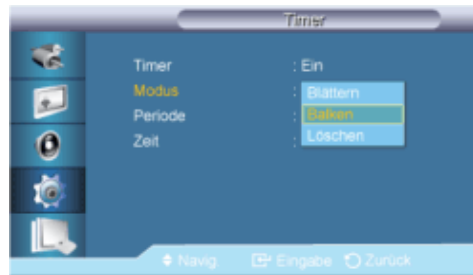 Timer
Timer : Ein
Modus : Blättern
Periode : Balken
Zeit : Löschen
Navig. Eingabe Zurück